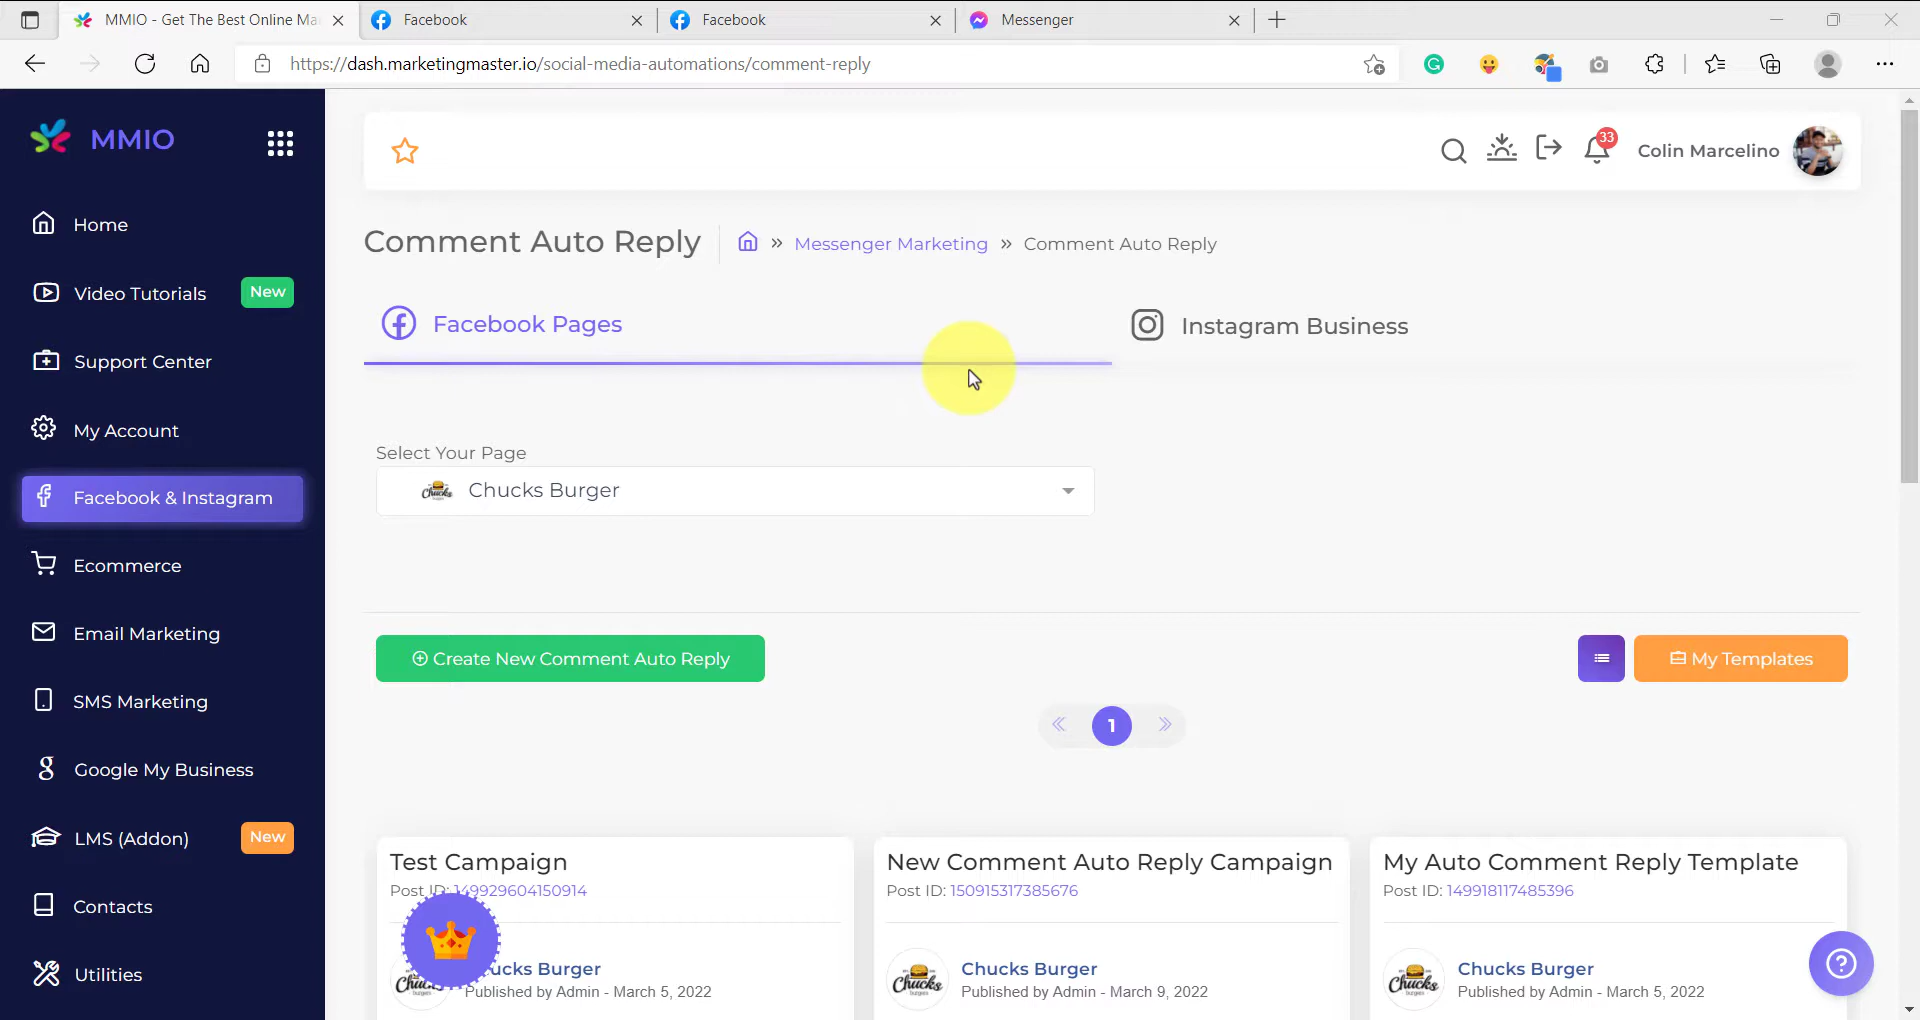 MMIO - Get The Best Online Ma
Facebook
Facebook
Messenger
https://dash.marketingmaster.io/social-media-automations/comment-reply
MMIO
33
Colin Marcelino
Home
Video Tutorials New
Support Center
My Account
Facebook & Instagram
Ecommerce
Email Marketing
SMS Marketing
Google My Business
LMS (Addon) New
Contacts
Utilities
Comment Auto Reply
» Messenger Marketing » Comment Auto Reply
Facebook Pages
Instagram Business
Select Your Page
Chucks Burger
Create New Comment Auto Reply
My Templates
« 1 »
Test Campaign
Post ID: 149929604150914
ucks Burger
Published by Admin - March 5, 2022
New Comment Auto Reply Campaign
Post ID: 150915317385676
Chucks
Chucks Burger
Published by Admin - March 9, 2022
My Auto Comment Reply Template
Post ID: 149918117485396
Chucks
Chucks Burger
Published by Admin - March 5, 2022